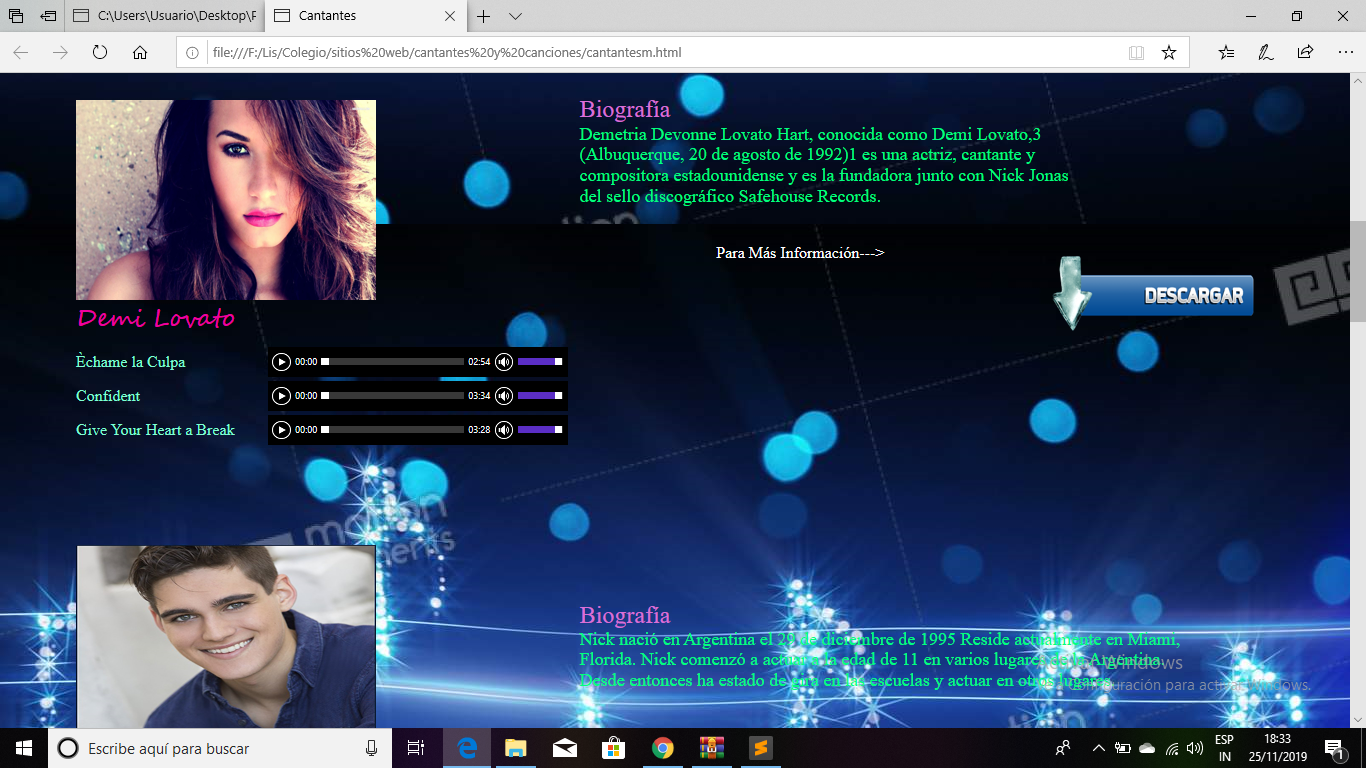 C:\Users\Usuario\Desktop\F
Cantantes
file:///F:/Lis/Colegio/sitios%20web/cantantes%20y%20canciones/cantantesm.html
Biografía
Demetria Devonne Lovato Hart, conocida como Demi Lovato,3
(Albuquerque, 20 de agosto de 1992)1 es una actriz, cantante y
compositora estadounidense y es la fundadora junto con Nick Jonas
del sello discográfico Safehouse Records.
Para Más Información--->
DESCARGAR
Demi Lovato
Èchame la Culpa 00:00 02:54
Confident 00:00 03:34
Give Your Heart a Break 00:00 03:28
motion
Biografía
Nick nació en Argentina el 29 de diciembre de 1995 Reside actualmente en Miami,
Florida. Nick comenzó a actuar a la edad de 11 en varios lugares de la Argentina.
Desde entonces ha estado de gira en las escuelas y actuar en otros lugares
Windows
Configuración para activar Windows.
Escribe aquí para buscar
ESP
IN
18:33
25/11/2019
1